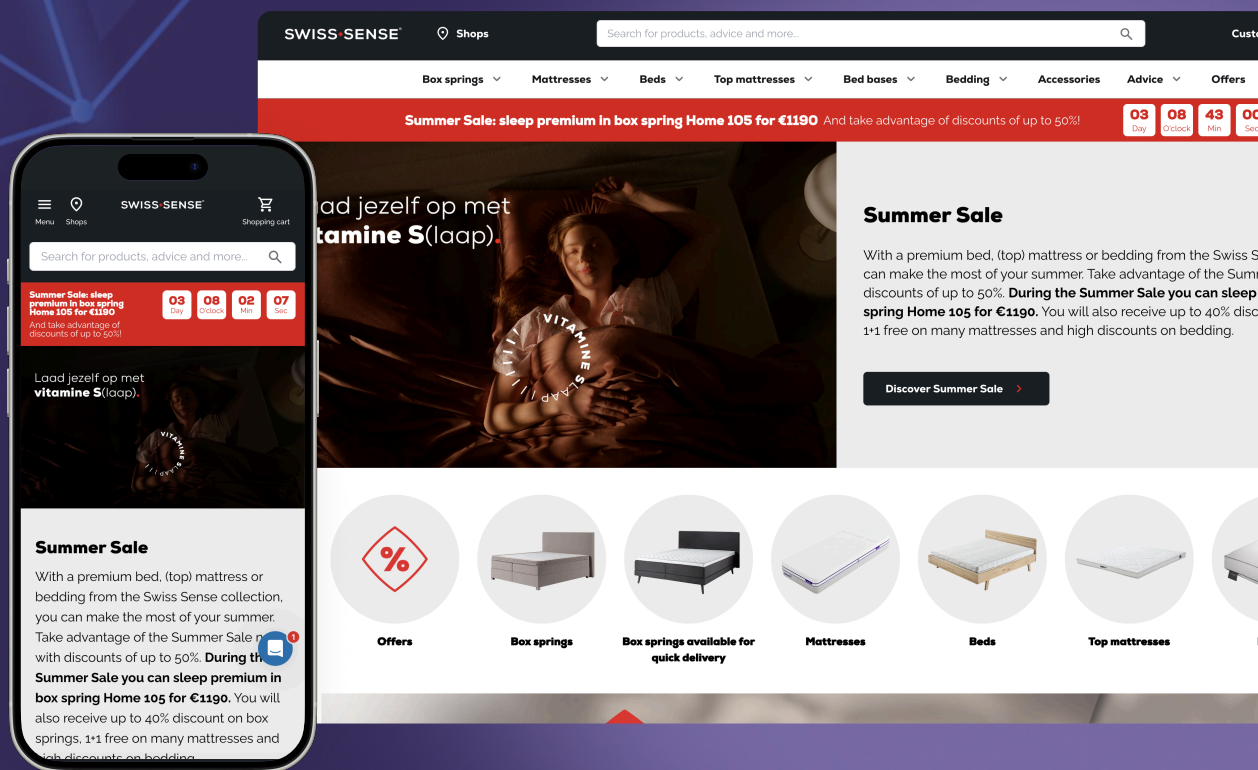 SWISS SENSE
Shops
Search for products, advice and more...
Box springs
Mattresses
Beds
Top mattresses
Bed bases
Bedding
Accessories
Advice
Offers
Summer Sale: sleep premium in box spring Home 105 for €1190 And take advantage of discounts of up to 50%!
03 08 43
Day O'clock Min
jezelf op met
(laap).
VITAMINE SLAAP
Summer Sale
With a premium bed, (top) mattress or bedding from the Swiss
can make the most of your summer. Take advantage of the
discounts of up to 50%. During the Summer Sale you can sleep
spring Home 105 for €1190. You will also receive up to 40%
1+1 free on many mattresses and high discounts on bedding.
Discover Summer Sale
%
Offers
Box springs
Box springs available for
quick delivery
Mattresses
Beds
Top mattresses
Menu
Shops
SWISS SENSE
Shopping cart
Search for products, advice and more...
Summer Sale: sleep
premium in box spring
Home 105 for €1190
And take advantage of
discounts of up to 50%!
03 08 02 07
Day O'clock Min Sec
Laad jezelf op met
vitamine S(laap).
VITAMINE SLAAP
Summer Sale
With a premium bed, (top) mattress or
bedding from the Swiss Sense collection,
you can make the most of your summer.
Take advantage of the Summer Sale
with discounts of up to 50%. During
Summer Sale you can sleep premium in
box spring Home 105 for €1190. You will
also receive up to 40% discount on box
springs, 1+1 free on many mattresses and
high discounts on bedding
1